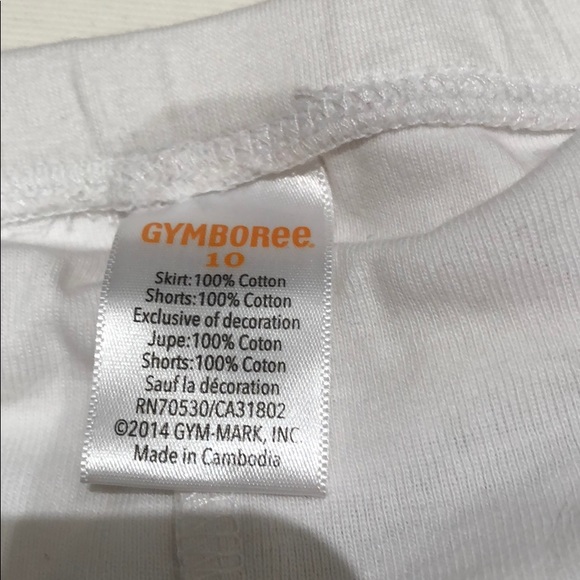 GYMBOREE
10
Skirt:100% Cotton
Shorts:100% Cotton
Exclusive of decoration
Jupe:100% Coton
Shorts:100% Coton
Sauf la décoration
RN70530/CA31802
©2014 GYM-MARK, INC.
Made in Cambodia